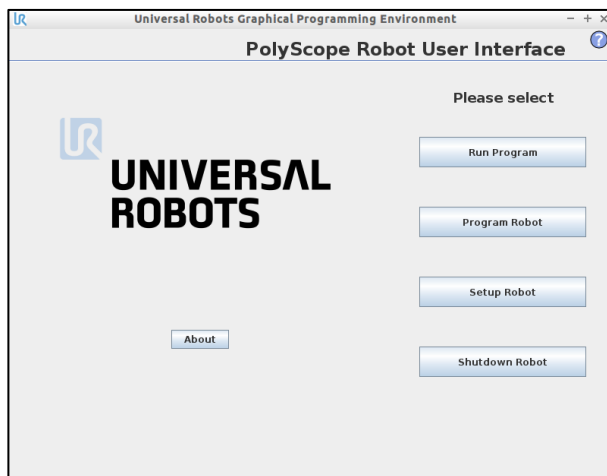 Universal Robots Graphical Programming Environment
PolyScope Robot User Interface
?
Please select
UR
UNIVERSAL
ROBOTS
Run Program
Program Robot
Setup Robot
Shutdown Robot
About